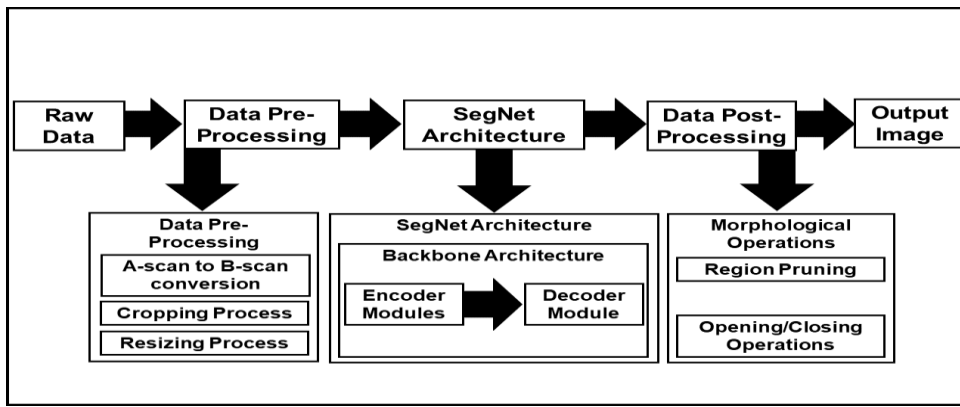 Raw
Data
Data Pre-
Processing
SegNet
Architecture
Data Post-
Processing
Output
Image
Data Pre-
Processing
A-scan to B-scan
conversion
Cropping Process
Resizing Process
SegNet Architecture
Backbone Architecture
Encoder
Modules
Decoder
Module
Morphological
Operations
Region Pruning
Opening/Closing
Operations